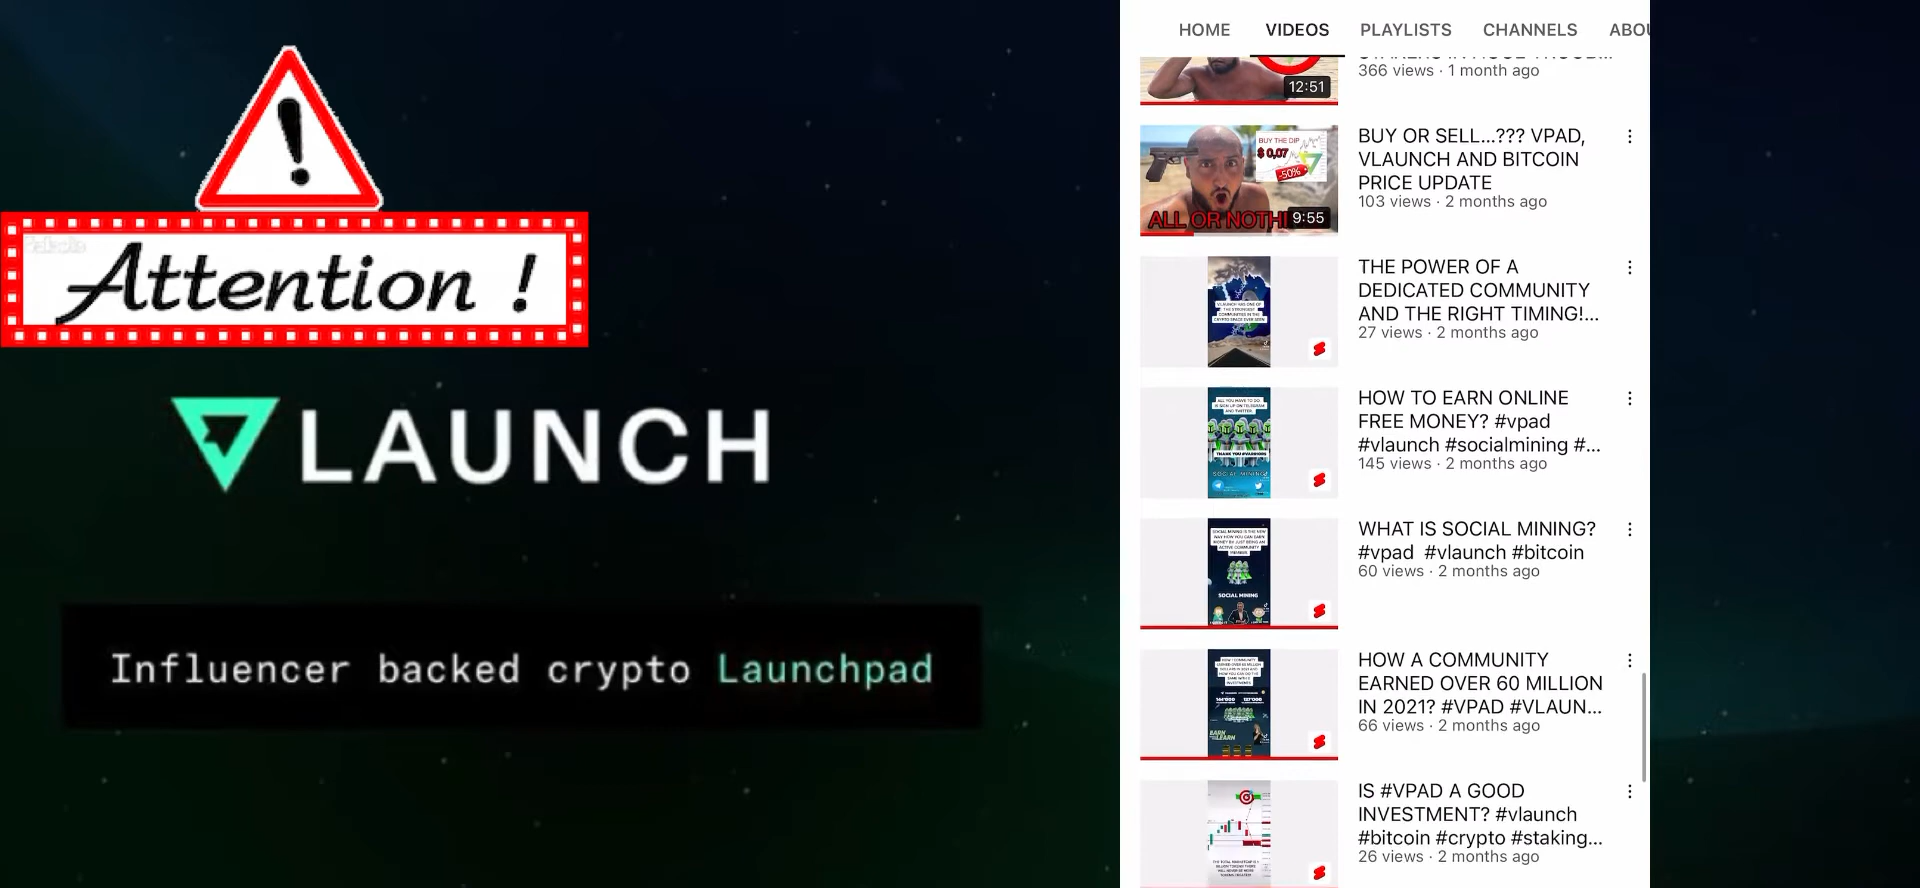 Attention !
LAUNCH
Influencer backed crypto Launchpad
HOME VIDEOS PLAYLISTS CHANNELS ABOU
366 views · 1 month ago
12:51
BUY THE DIP
$ 0,07
-50%
ALL OR NOTHI
9:55
BUY OR SELL...??? VPAD,
VLAUNCH AND BITCOIN
PRICE UPDATE
103 views · 2 months ago
THE POWER OF A
DEDICATED COMMUNITY
AND THE RIGHT TIMING!...
27 views · 2 months ago
HOW TO EARN ONLINE
FREE MONEY? #vpad
#vlaunch #socialmining #...
145 views · 2 months ago
SOCIAL MINING
WHAT IS SOCIAL MINING?
#vpad #vlaunch #bitcoin
60 views · 2 months ago
SOCIAL MINING
HOW A COMMUNITY
EARNED OVER 60 MILLION
IN 2021? #VPAD #VLAUN...
66 views · 2 months ago
IS #VPAD A GOOD
INVESTMENT? #vlaunch
#bitcoin #crypto #staking...
26 views · 2 months ago